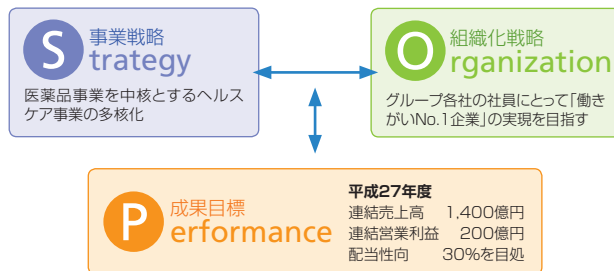 事業戦略
Strategy
医薬品事業を中核とするヘルス
ケア事業の多核化
組織化戦略
Organization
グループ各社の社員にとって「働き
がいNo.1企業」の実現を目指す
成果目標
Performance
平成27年度
連結売上高 1,400億円
連結営業利益 200億円
配当性向 30%を目処